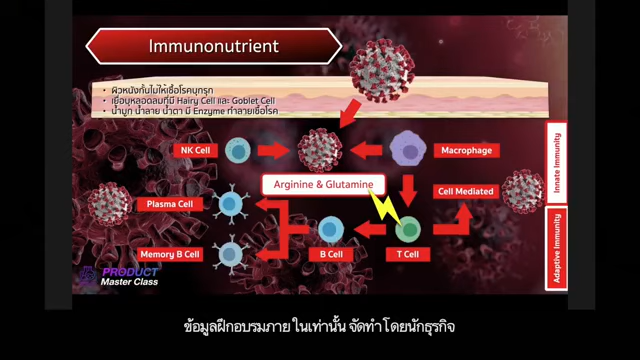 Immunonutrient
• ผิวหนังกั้นไม่ให้เชื้อโรคบุกรุก
• เยื่อบุหลอดลมที่มี Hairy Cell และ Goblet Cell
• น้ำมูก น้ำลาย น้ำตา มี Enzyme ทำลายเชื้อโรค
NK Cell
Macrophage
Innate Immunity
Arginine & Glutamine
Cell Mediated
Plasma Cell
Memory B Cell
B Cell
T Cell
Adaptive Immunity
PRODUCT
Master Class
ข้อมูลฝึกอบรมภายในเท่านั้น จัดทำโดยนักธุรกิจ